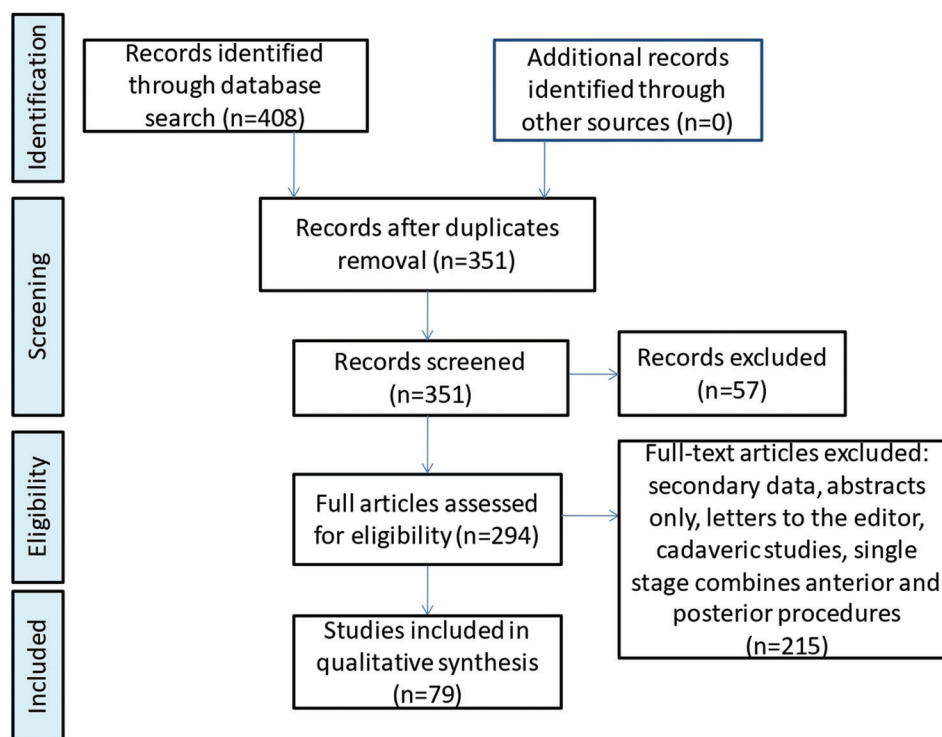 Identification
Records identified
through database
search (n=408)
Additional records
identified through
other sources (n=0)
Screening
Records after duplicates
removal (n=351)
Records screened
(n=351)
Records excluded
(n=57)
Eligibility
Full articles assessed
for eligibility (n=294)
Full-text articles excluded:
secondary data, abstracts
only, letters to the editor,
cadaveric studies, single
stage combines anterior and
posterior procedures
(n=215)
Included
Studies included in
qualitative synthesis
(n=79)